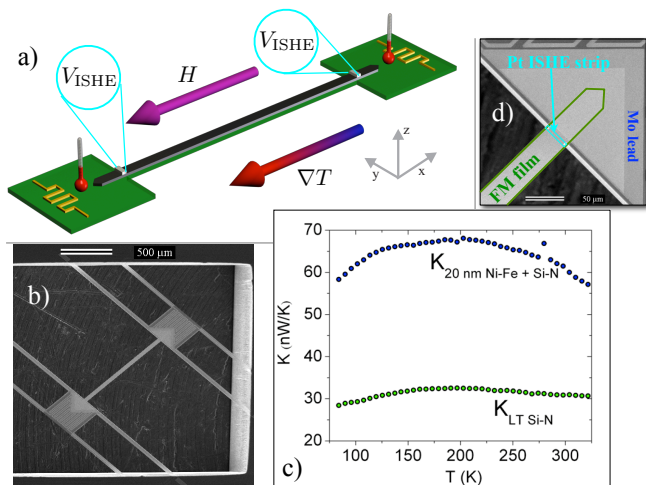 a)
V_ISHE
V_ISHE
H
∇T
z
y
x
d)
Pt ISHE strip
Mo lead
FM film
50 µm
500 µm
b)
c)
K (nW/K)
70
60
50
40
30
20
K_20 nm Ni-Fe + Si-N
K_LT Si-N
100
150
200
250
300
T (K)